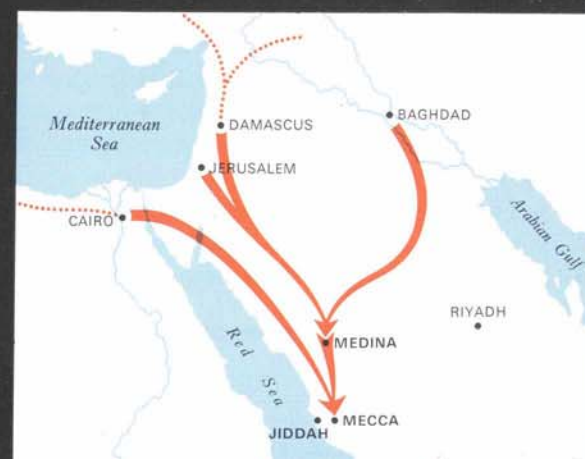 Mediterranean
Sea
DAMASCUS
BAGHDAD
JERUSALEM
CAIRO
Arabian Gulf
RIYADH
MEDINA
Red Sea
JIDDAH
MECCA